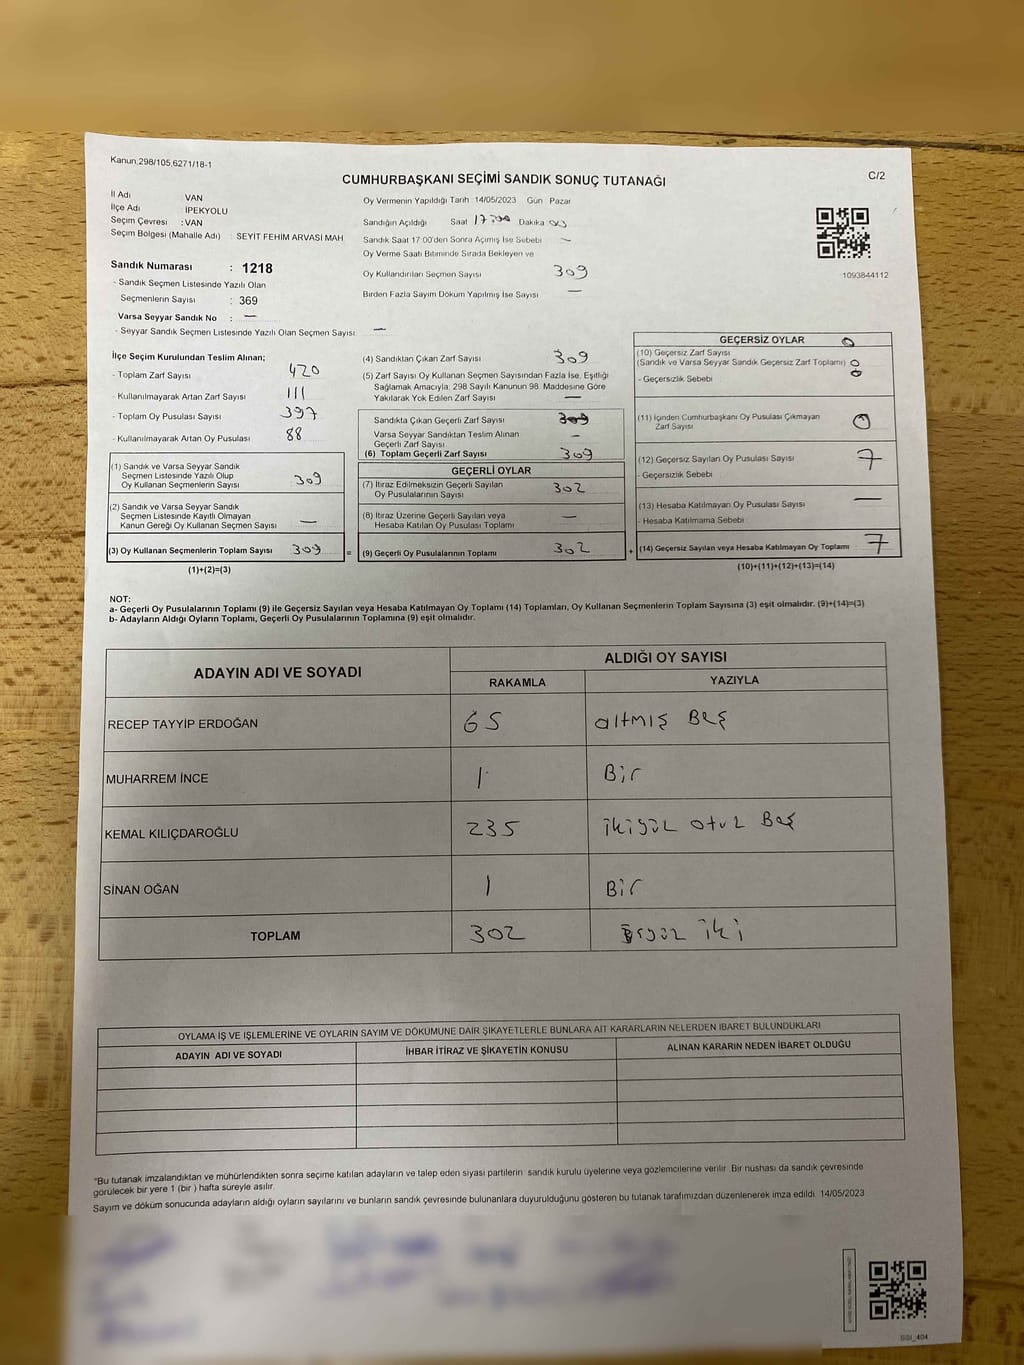 Kanun:298/105,6271/18-1
C/2
CUMHURBAŞKANI SEÇİMİ SANDIK SONUÇ TUTANAĞI
İl Adı VAN
İlçe Adı İPEKYOLU
Seçim Çevresi :VAN
Seçim Bölgesi (Mahalle Adı) : SEYİT FEHİM ARVASİ MAH
Sandık Numarası : 1218
- Sandık Seçmen Listesinde Yazılı Olan
Seçmenlerin Sayısı : 369
Varsa Seyyar Sandık No : —
- Seyyar Sandık Seçmen Listesinde Yazılı Olan Seçmen Sayısı —
Oy Vermenin Yapıldığı Tarih : 14/05/2023 Gün Pazar
Sandığın Açıldığı Saat 17:00 Dakika
Sandık Saat 17:00'den Sonra Açımış İse Sebebi —
Oy Verme Saati Bitiminde Sırada Bekleyen ve
Oy Kullandırılan Seçmen Sayısı 309
Birden Fazla Sayım Döküm Yapılmış İse Sayısı —
1093844112
İlçe Seçim Kurulundan Teslim Alınan;
- Toplam Zarf Sayısı 420
- Kullanılmayarak Artan Zarf Sayısı 111
- Toplam Oy Pusulası Sayısı 397
- Kullanılmayarak Artan Oy Pusulası 88
(1) Sandık ve Varsa Seyyar Sandık
Seçmen Listesinde Yazılı Olup
Oy Kullanan Seçmenlerin Sayısı 309
(2) Sandık ve Varsa Seyyar Sandık
Seçmen Listesinde Kayıtlı Olmayan
Kanun Gereği Oy Kullanan Seçmen Sayısı —
(3) Oy Kullanan Seçmenlerin Toplam Sayısı 309 =
(1)+(2)=(3)
(4) Sandıktan Çıkan Zarf Sayısı 309
(5) Zarf Sayısı Oy Kullanan Seçmen Sayısından Fazla İse, Eşitliği
Sağlamak Amacıyla, 298 Sayılı Kanunun 98. Maddesine Göre
Yakılarak Yok Edilen Zarf Sayısı —
Sandıkta Çıkan Geçerli Zarf Sayısı 309
Varsa Seyyar Sandıktan Teslim Alınan
Geçerli Zarf Sayısı —
(6) Toplam Geçerli Zarf Sayısı 309
GEÇERLİ OYLAR
(7) İtiraz Edilmeksizin Geçerli Sayılan
Oy Pusulalarının Sayısı 302
(8) İtiraz Üzerine Geçerli Sayılan veya
Hesaba Katılan Oy Pusulası Toplamı —
(9) Geçerli Oy Pusulalarının Toplamı 302 +
GEÇERSİZ OYLAR 0
(10) Geçersiz Zarf Sayısı
(Sandık ve Varsa Seyyar Sandık Geçersiz Zarf Toplamı) 0
- Geçersizlik Sebebi 0
(11) İçinden Cumhurbaşkanı Oy Pusulası Çıkmayan
Zarf Sayısı 0
(12) Geçersiz Sayılan Oy Pusulası Sayısı 7
- Geçersizlik Sebebi
(13) Hesaba Katılmayan Oy Pusulası Sayısı —
- Hesaba Katılmama Sebebi
(14) Geçersiz Sayılan veya Hesaba Katılmayan Oy Toplamı 7
(10)+(11)+(12)+(13)=(14)
NOT:
a- Geçerli Oy Pusulalarının Toplamı (9) ile Geçersiz Sayılan veya Hesaba Katılmayan Oy Toplamı (14) Toplamları, Oy Kullanan Seçmenlerin Toplam Sayısına (3) eşit olmalıdır. (9)+(14)=(3)
b- Adayların Aldığı Oyların Toplamı, Geçerli Oy Pusulalarının Toplamına (9) eşit olmalıdır.
ADAYIN ADI VE SOYADI ALDIĞI OY SAYISI
RAKAMLA YAZIYLA
RECEP TAYYİP ERDOĞAN 65 altmış Beş
MUHARREM İNCE 1 Bir
KEMAL KILIÇDAROĞLU 235 ikiyüz otuz Beş
SİNAN OĞAN 1 Bir
TOPLAM 302 üçyüz iki
OYLAMA İŞ VE İŞLEMLERİNE VE OYLARIN SAYIM VE DÖKÜMÜNE DAİR ŞİKAYETLERLE BUNLARA AİT KARARLARIN NELERDEN İBARET BULUNDUKLARI
ADAYIN ADI VE SOYADI İHBAR İTİRAZ VE ŞİKAYETİN KONUSU ALINAN KARARIN NEDEN İBARET OLDUĞU
"Bu tutanak imzalandıktan ve mühürlendikten sonra seçime katılan adayların ve talep eden siyasi partilerin sandık kurulu üyelerine veya gözlemcilerine verilir. Bir nüshası da sandık çevresinde
görülecek bir yere 1 (bir ) hafta süreyle asılır.
Sayım ve döküm sonucunda adayların aldığı oyların sayılarını ve bunların sandık çevresinde bulunanlara duyurulduğunu gösteren bu tutanak tarafımızdan düzenlenerek imza edildi. 14/05/2023
SSI_404